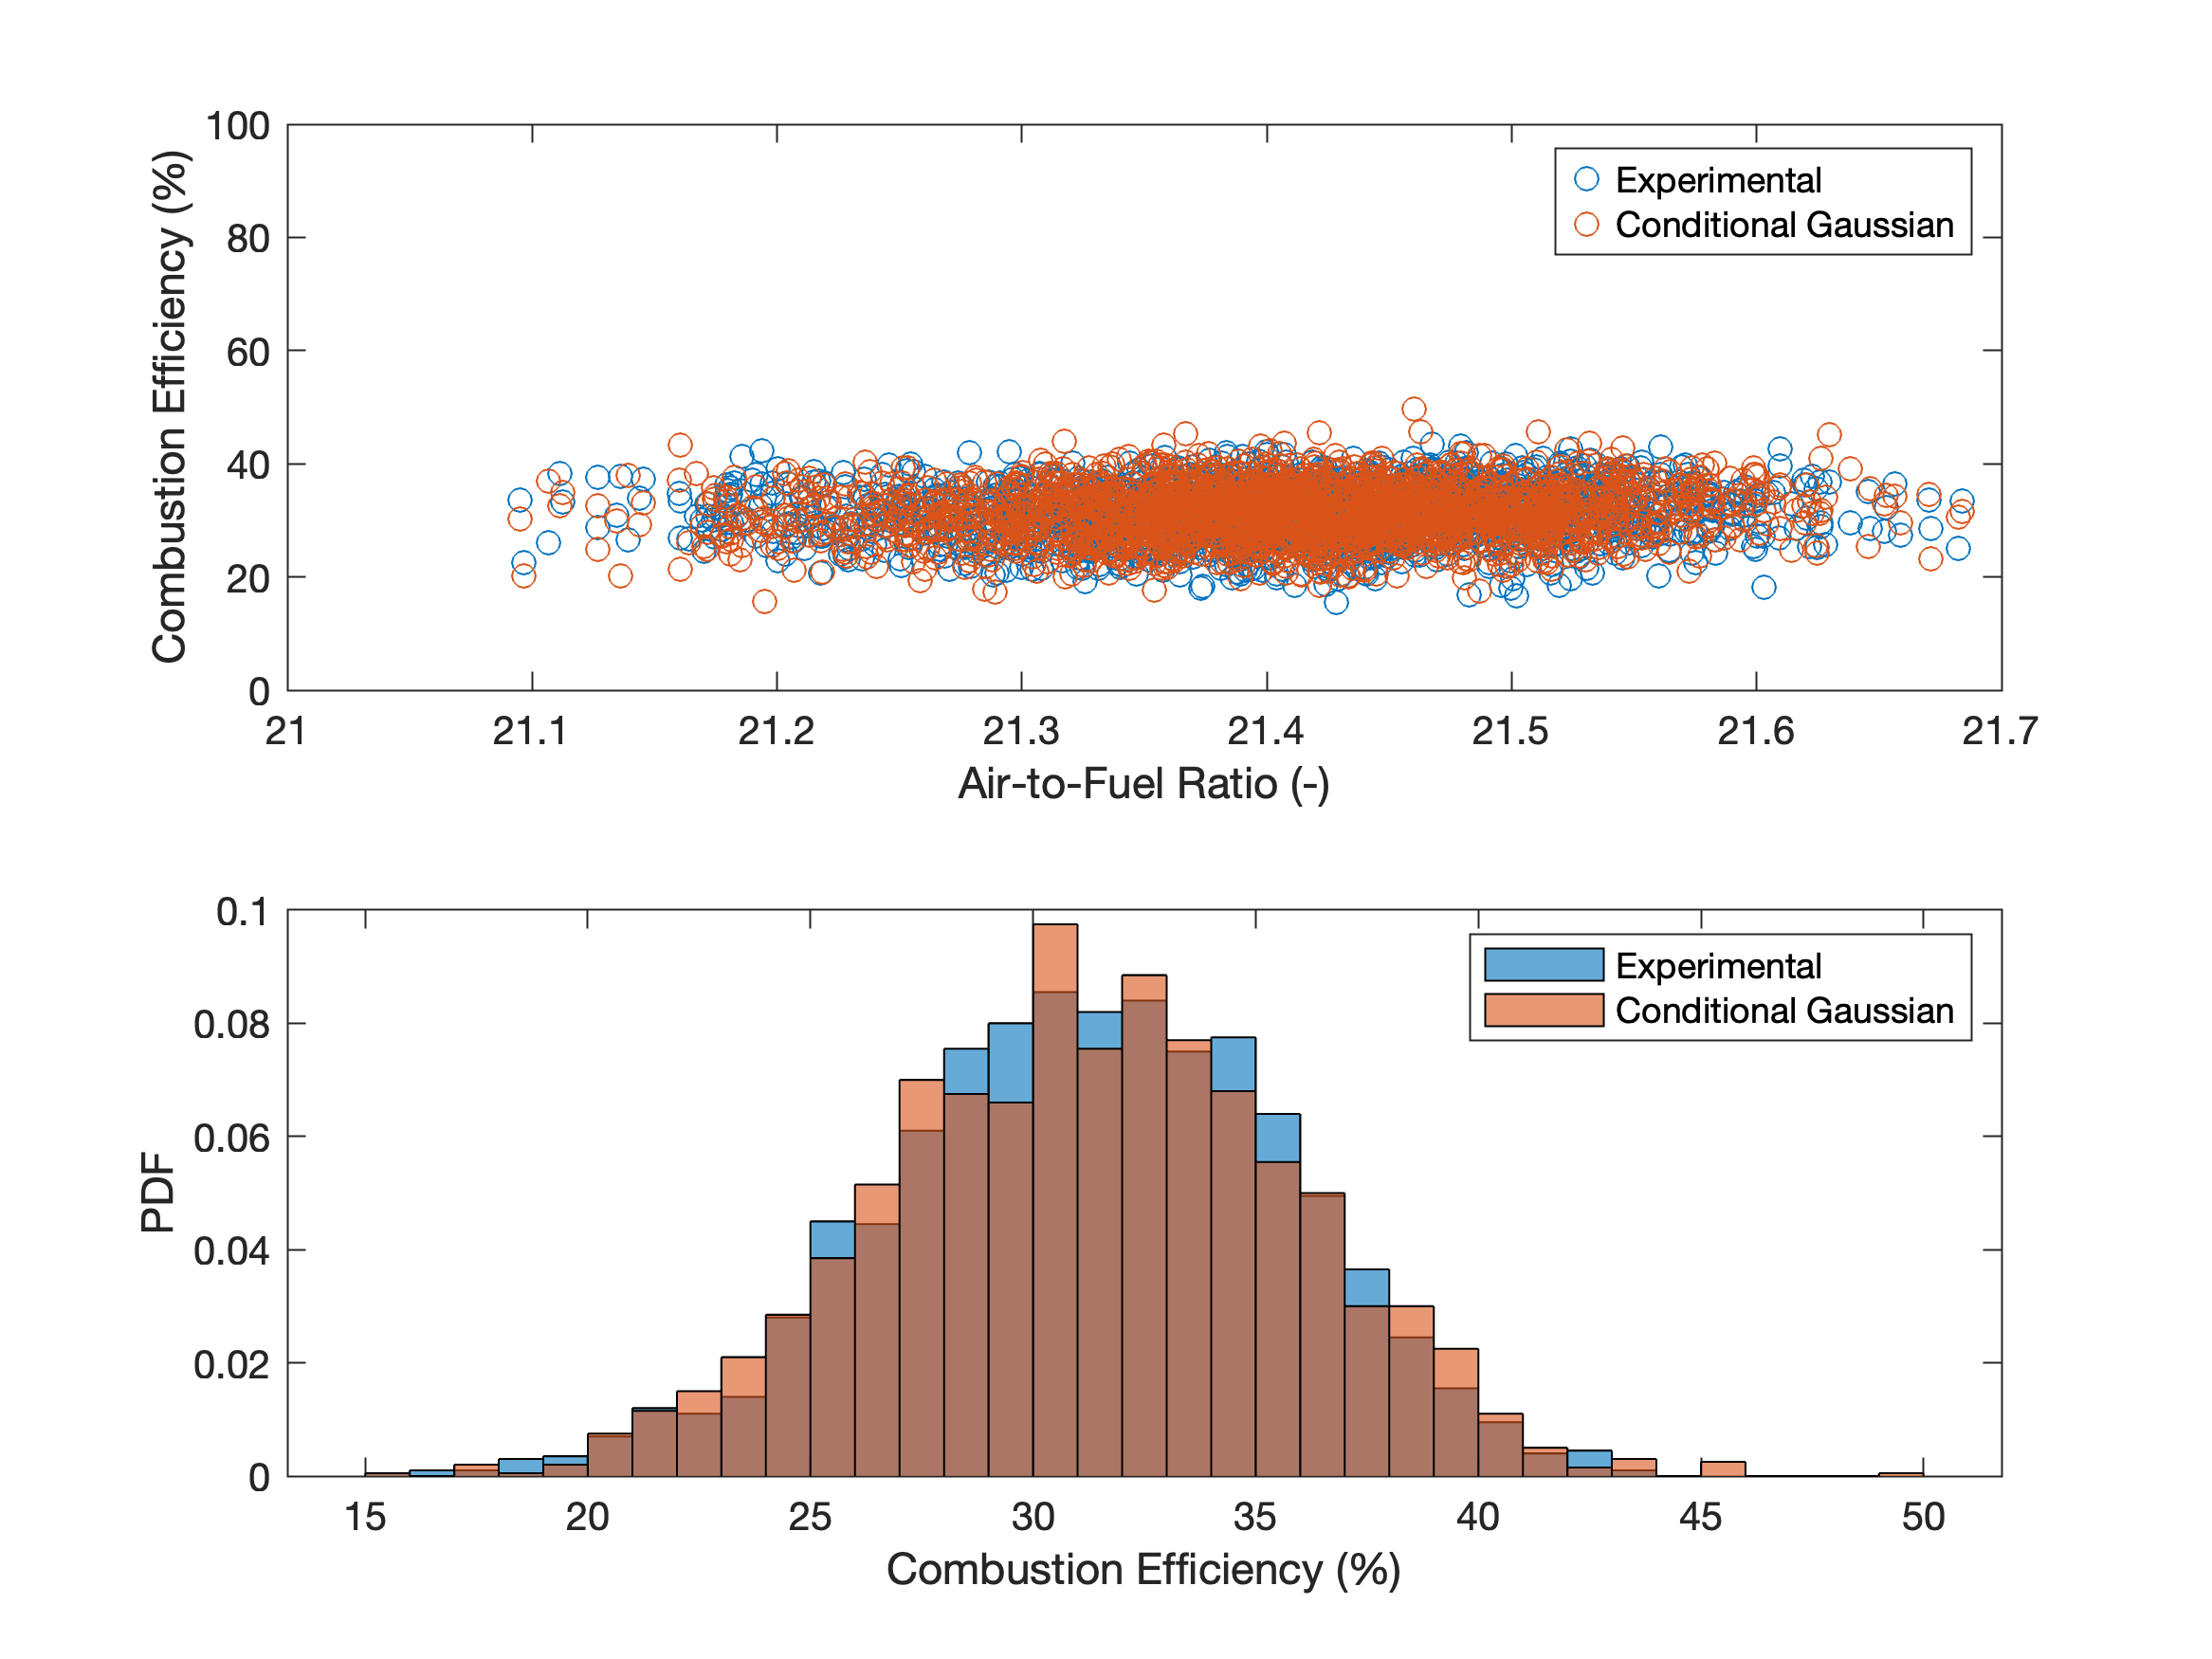 100
80
60
40
20
0
Combustion Efficiency (%)
Experimental
Conditional Gaussian
21 21.1 21.2 21.3 21.4 21.5 21.6 21.7
Air-to-Fuel Ratio (-)
0.1
0.08
0.06
0.04
0.02
0
PDF
Experimental
Conditional Gaussian
15 20 25 30 35 40 45 50
Combustion Efficiency (%)